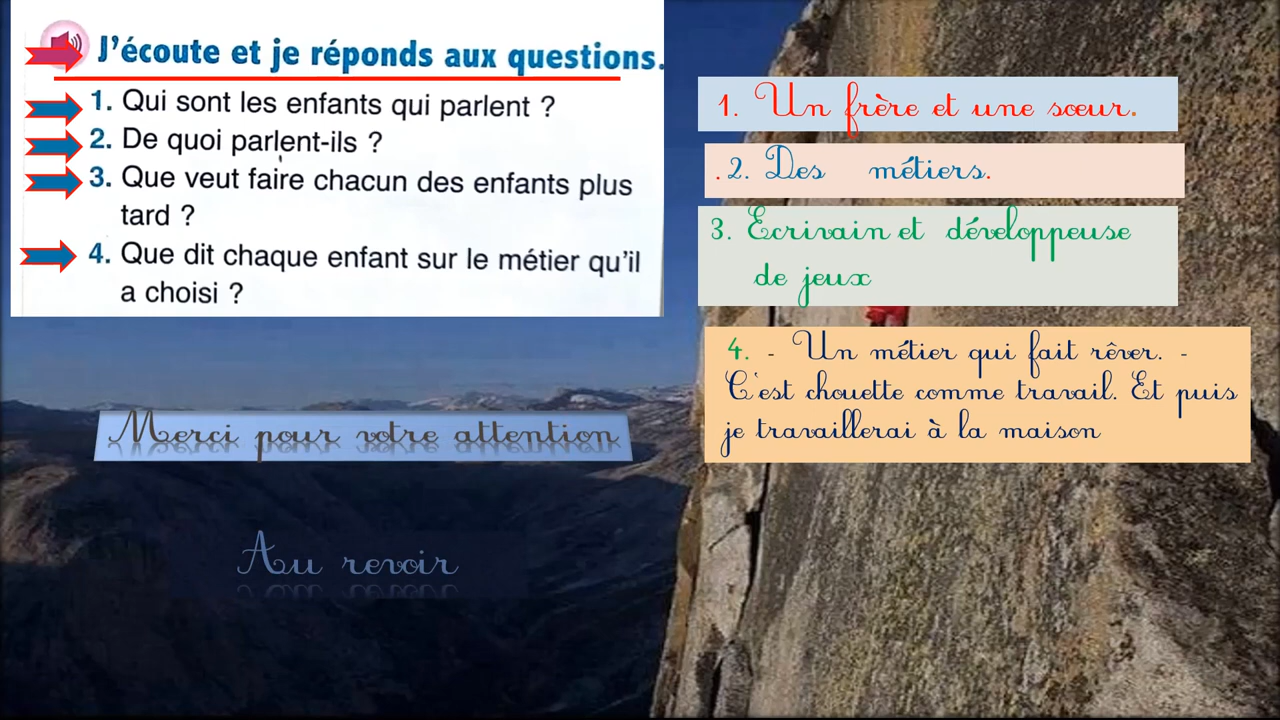 J'écoute et je réponds aux questions.
1. Qui sont les enfants qui parlent ?
2. De quoi parlent-ils ?
3. Que veut faire chacun des enfants plus
tard ?
4. Que dit chaque enfant sur le métier qu'il
a choisi ?
1. Un frère et une sœur.
.2. Des métiers.
3. Ecrivain et développeuse
de jeux
4. - Un métier qui fait rêver. -
C'est chouette comme travail. Et puis
je travaillerai à la maison
Merci pour votre attention
Au revoir